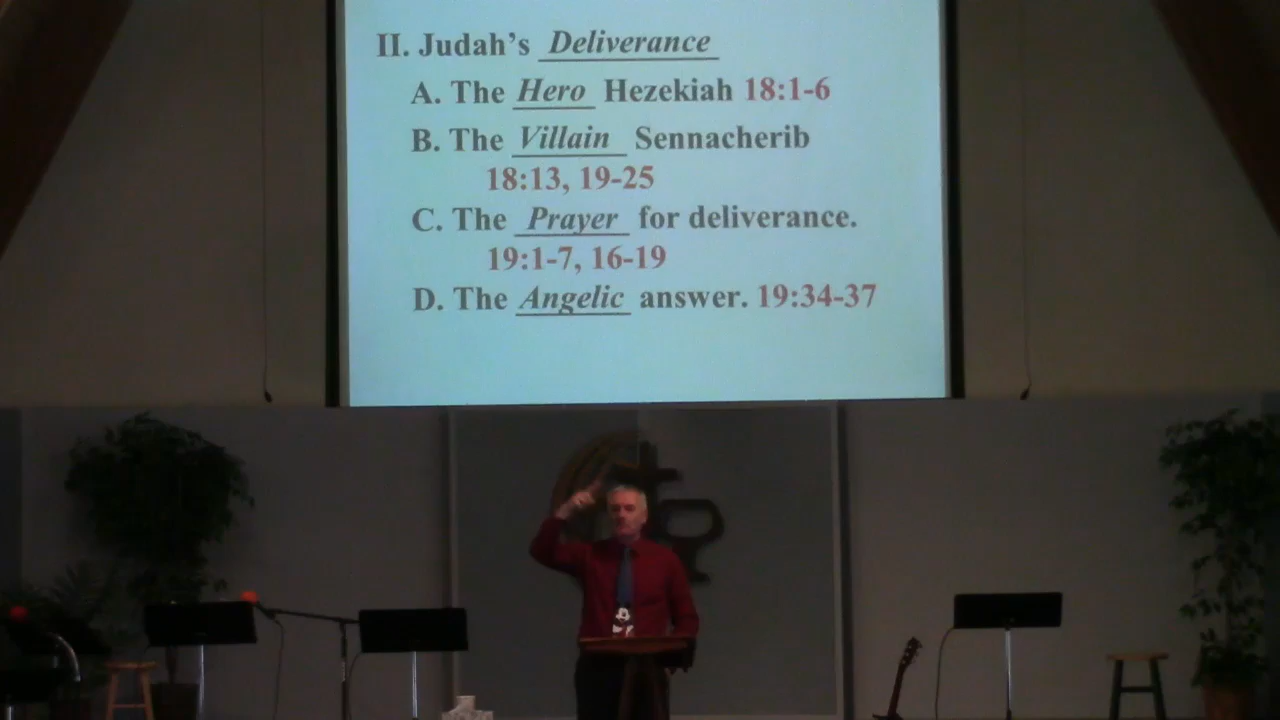 II. Judah's Deliverance
A. The Hero Hezekiah 18:1-6
B. The Villain Sennacherib
18:13, 19-25
C. The Prayer for deliverance.
19:1-7, 16-19
D. The Angelic answer. 19:34-37